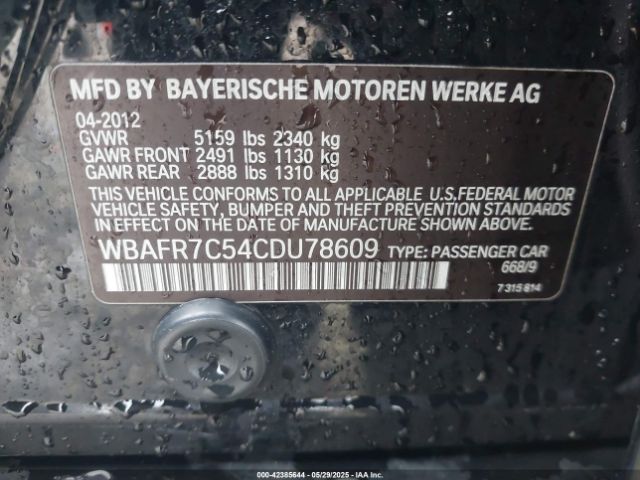 MFD BY BAYERISCHE MOTOREN WERKE AG
04-2012
GVWR 5159 lbs 2340 kg
GAWR FRONT 2491 lbs 1130 kg
GAWR REAR 2888 lbs 1310 kg
THIS VEHICLE CONFORMS TO ALL APPLICABLE U.S.FEDERAL MOTOR
VEHICLE SAFETY, BUMPER AND THEFT PREVENTION STANDARDS
IN EFFECT ON THE DATE OF MANUFACTURE SHOWN ABOVE.
WBAFR7C54CDU78609 TYPE: PASSENGER CAR
668/9
7 315 814
000-42385644 - 05/29/2025 - IAA Inc.